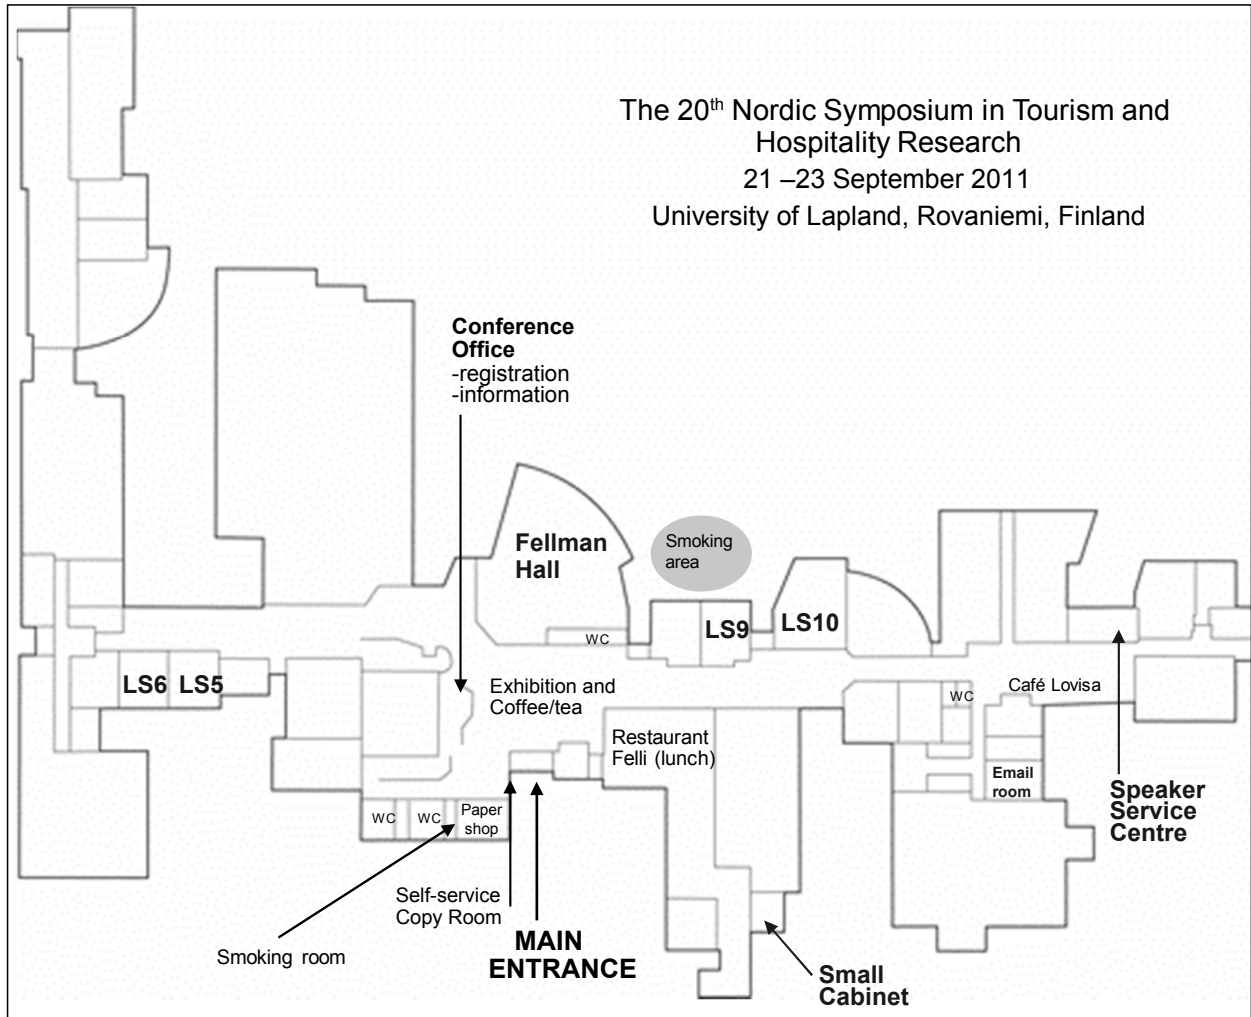 The 20th Nordic Symposium in Tourism and
Hospitality Research
21 –23 September 2011
University of Lapland, Rovaniemi, Finland
Conference
Office
-registration
-information
Fellman
Hall
Smoking
area
WC
LS9
LS10
LS6
LS5
Exhibition and
Coffee/tea
WC
Café Lovisa
Restaurant
Felli (lunch)
Email
room
Speaker
Service
Centre
WC
WC
Paper
shop
Self-service
Copy Room
Smoking room
MAIN
ENTRANCE
Small
Cabinet